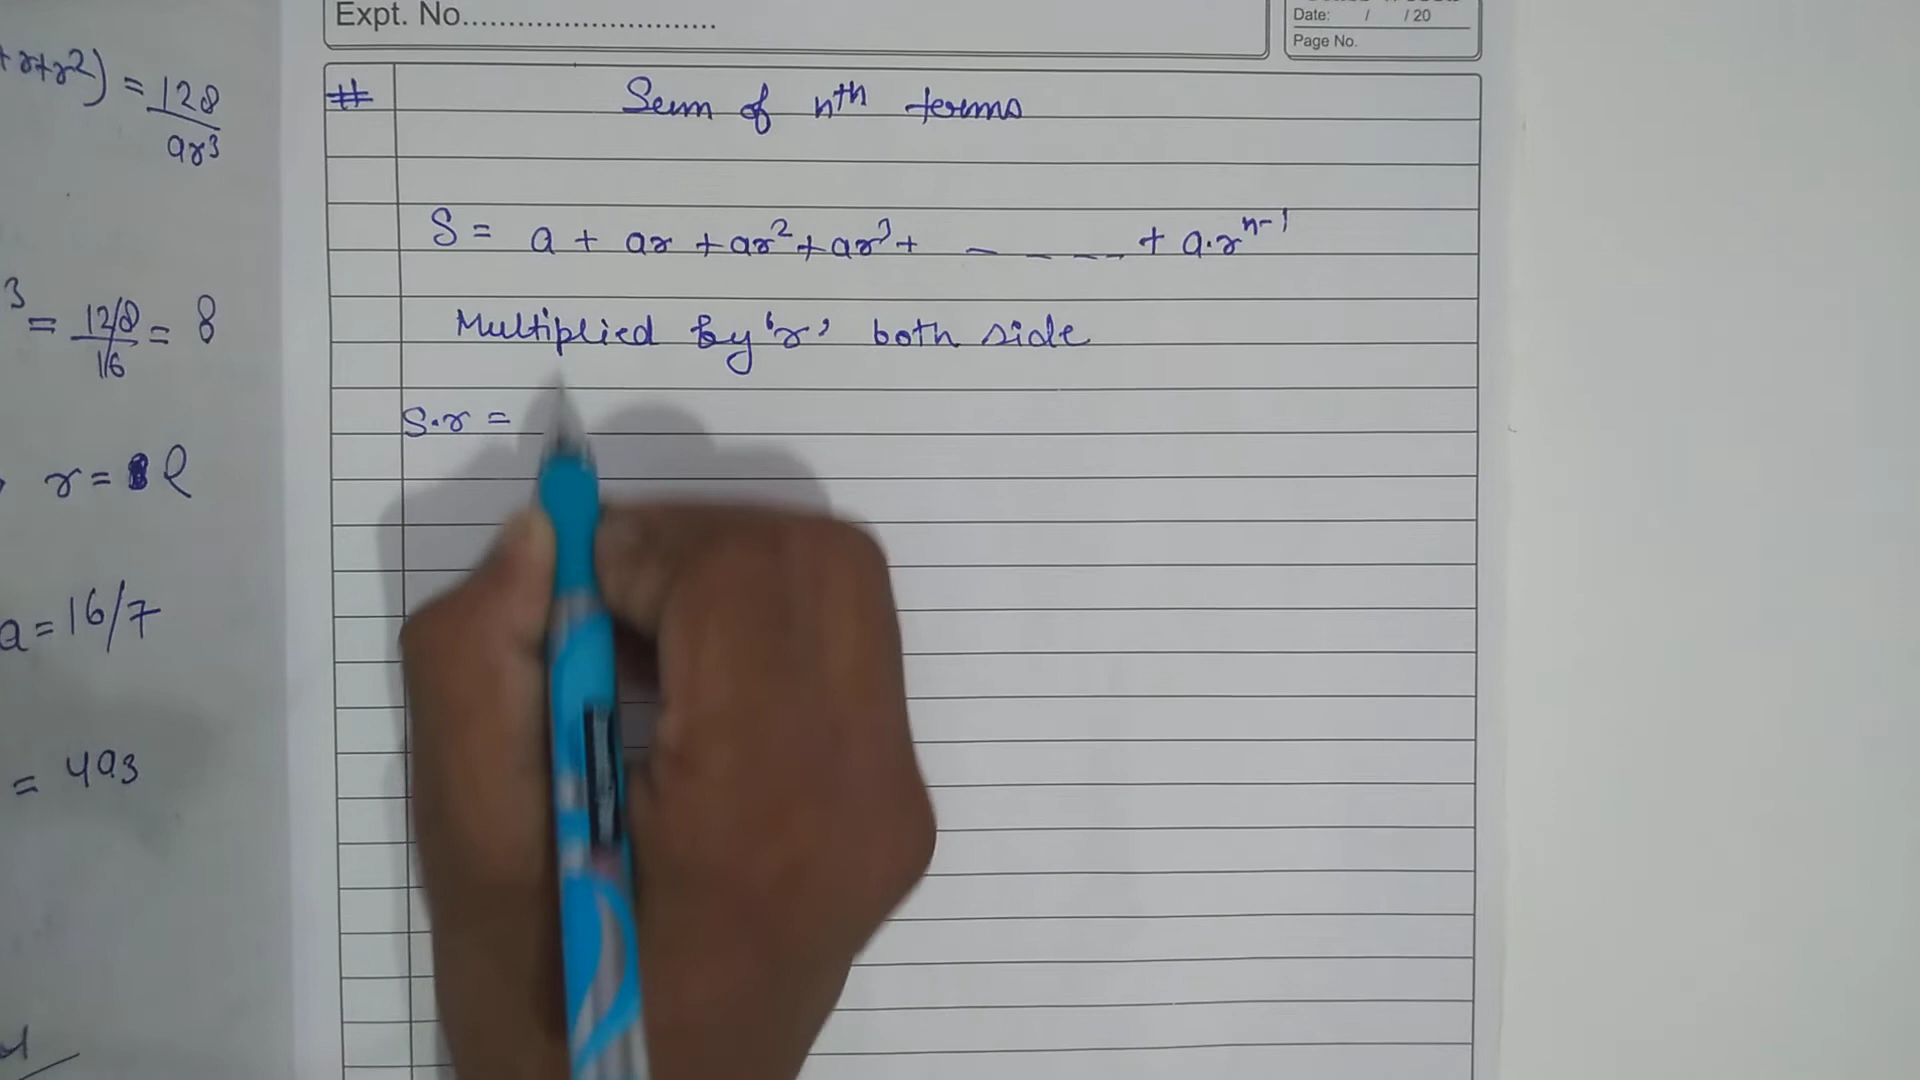 Expt. No............................
Date: / / 20
Page No.
+ r + r2) = 128
ar3
3 = 128 = 8
16
r = 2
a = 16/7
=
# Sum of nth terms
S = a + ar + ar2 + ar3 + _ _ _ _ + a.rn-1
Multiplied by 'r' both side
S.r =